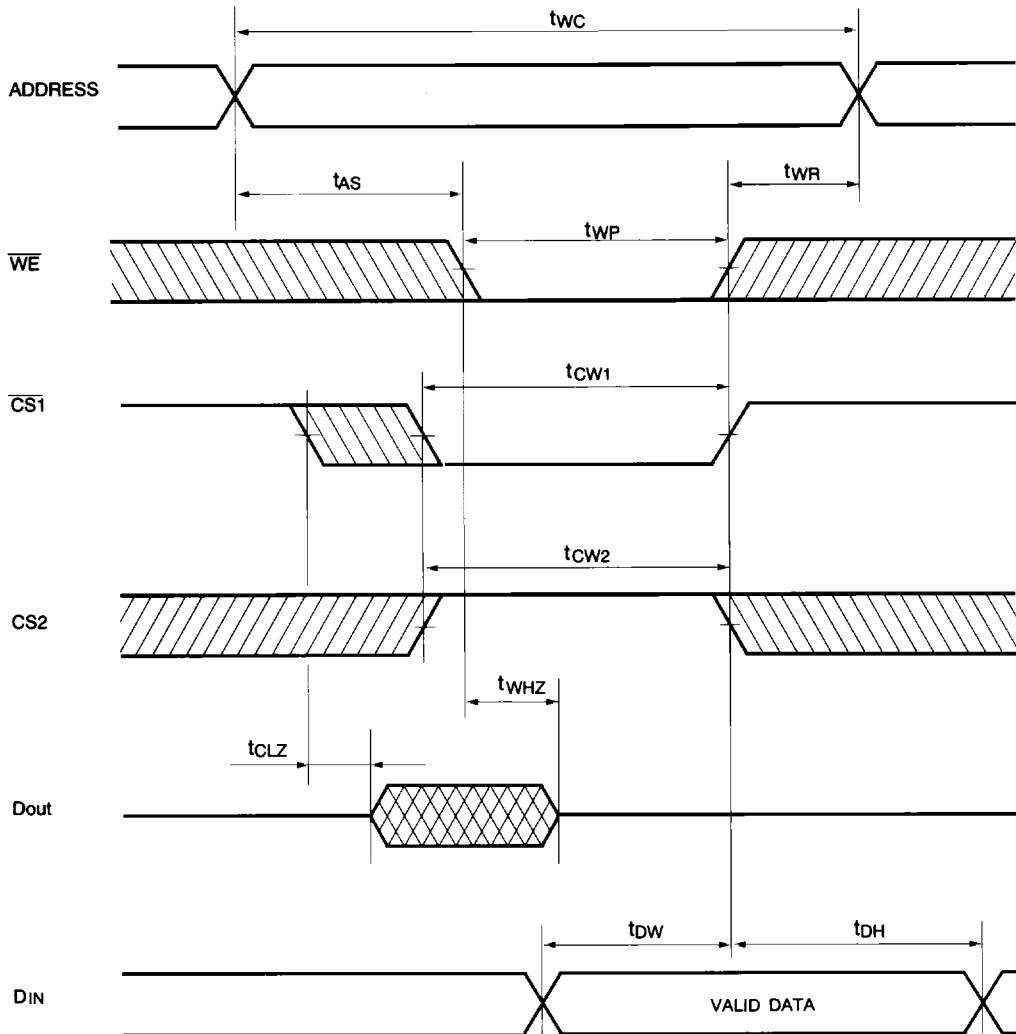 tWC
ADDRESS
tAS
tWR
tWP
WE
tCW1
CS1
tCW2
CS2
tWHZ
tCLZ
Dout
tDW
tDH
DIN
VALID DATA